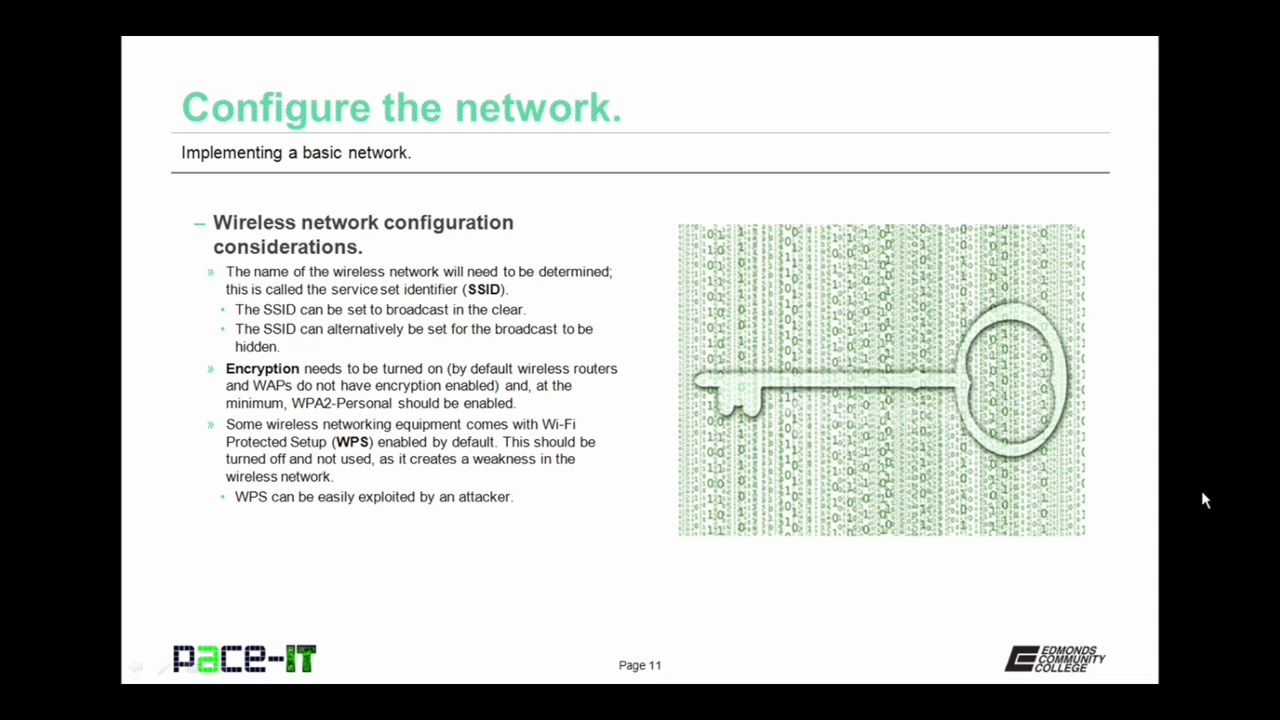 Configure the network.
Implementing a basic network.
– Wireless network configuration
considerations.
» The name of the wireless network will need to be determined;
this is called the service set identifier (SSID).
• The SSID can be set to broadcast in the clear.
• The SSID can alternatively be set for the broadcast to be
hidden.
» Encryption needs to be turned on (by default wireless routers
and WAPs do not have encryption enabled) and, at the
minimum, WPA2-Personal should be enabled.
» Some wireless networking equipment comes with Wi-Fi
Protected Setup (WPS) enabled by default. This should be
turned off and not used, as it creates a weakness in the
wireless network.
• WPS can be easily exploited by an attacker.
pace-IT
Page 11
EDMONDS
COMMUNITY
COLLEGE